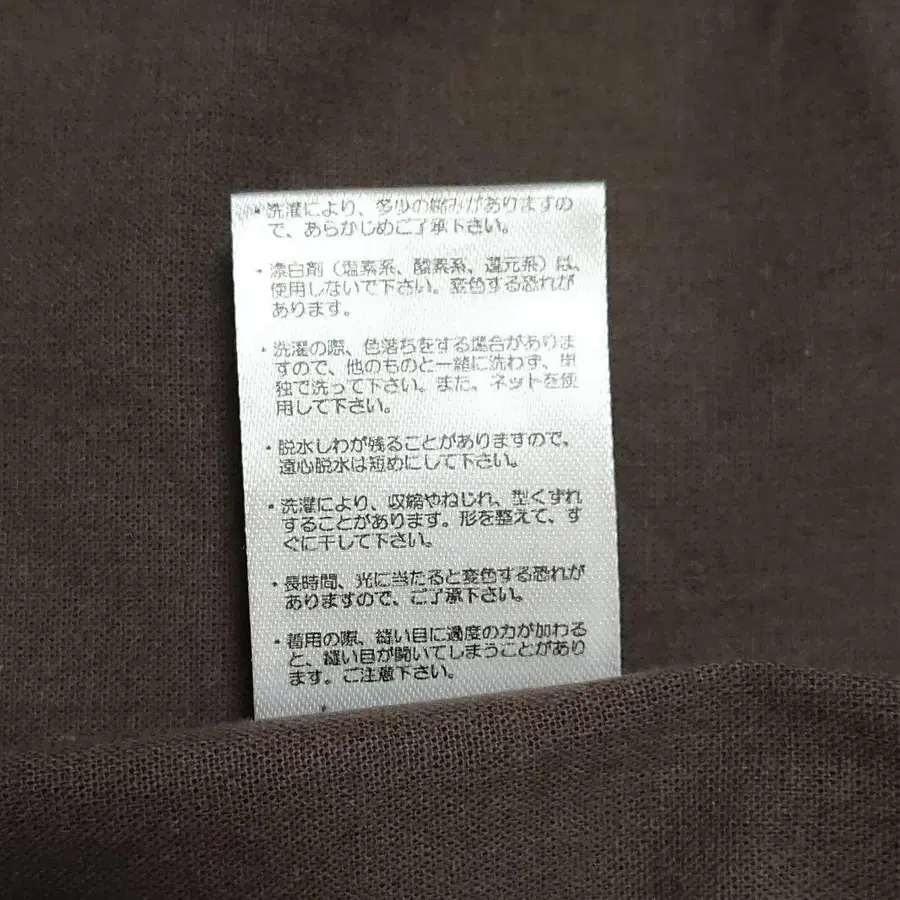 ・洗濯により、多少の縮みがありますの
で、あらかじめご了承下さい。
・漂白剤（塩素系、酸素系、還元系）は、
使用しないで下さい。変色する恐れが
あります。
・洗濯の際、色落ちをする場合がありま
すので、他のものと一緒に洗わず、単
独で洗って下さい。また、ネットを使
用して下さい。
・脱水しわが残ることがありますので、
遠心脱水は短めにして下さい。
・洗濯により、収縮やねじれ、型くずれ
することがあります。形を整えて、す
ぐに干して下さい。
・長時間、光に当たると変色する恐れが
ありますので、ご了承下さい。
・着用の際、縫い目に過度の力が加わる
と、縫い目が開いてしまうことがあり
ます。ご注意下さい。